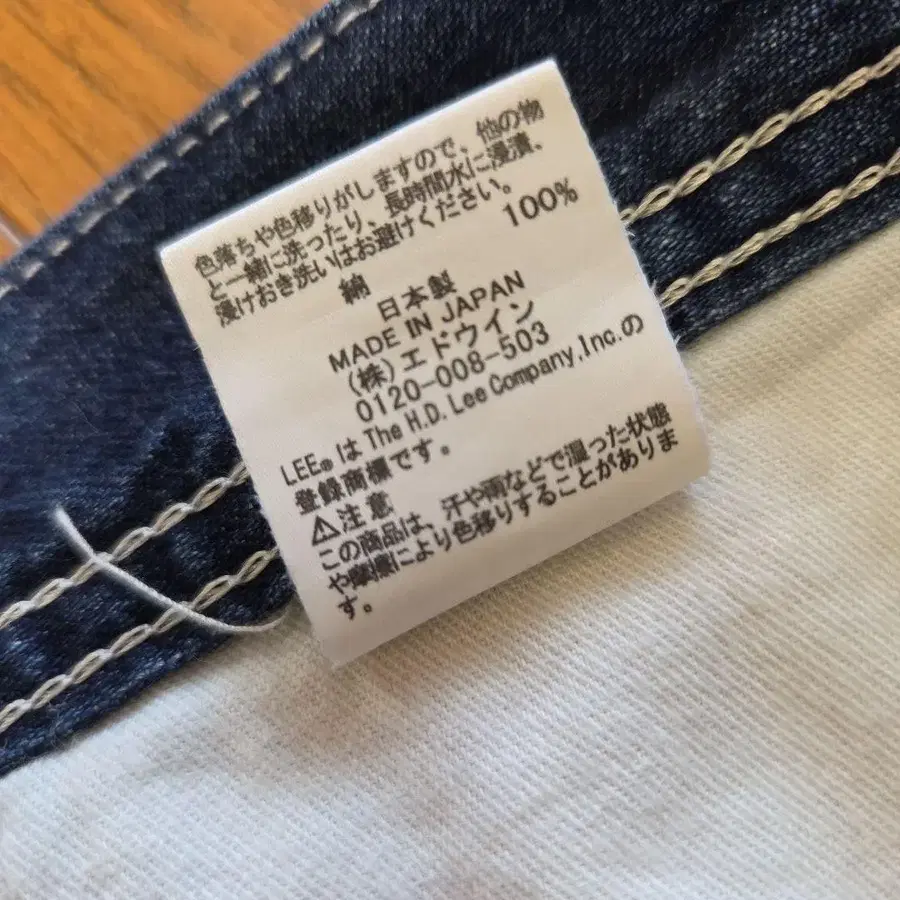 色落ちや色移りがしますので、他の物
と一緒に洗ったり、長時間水に浸漬、
浸けおき洗いはお避けください。
綿 100%
日本製
MADE IN JAPAN
(株)エドウイン
0120-008-503
LEE®は The H.D. Lee Company,Inc.の
登録商標です。
⚠注意
この商品は、汗や雨などで湿った状態
や摩擦により色移りすることがありま
す。